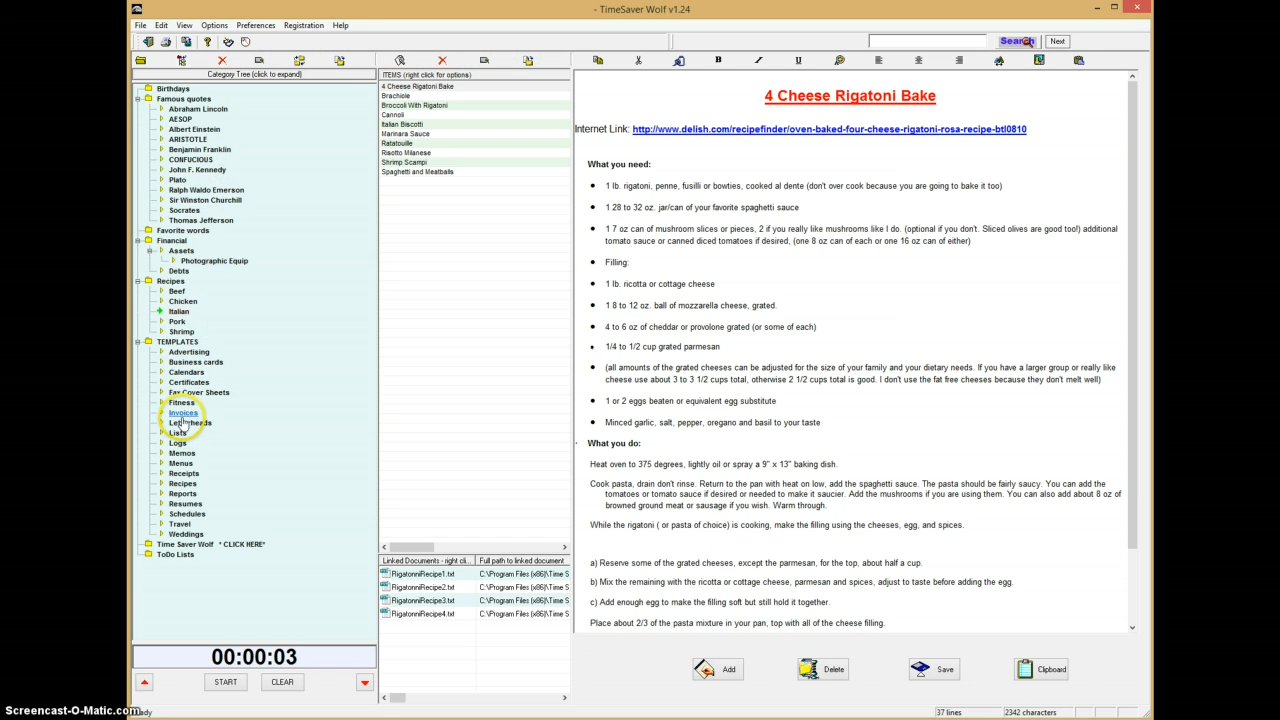 - TimeSaver Wolf v1.24
File Edit View Options Preferences Registration Help
Search Next
Category Tree (click to expand)
Birthdays
Famous quotes
Abraham Lincoln
AESOP
Albert Einstein
ARISTOTLE
Benjamin Franklin
CONFUCIOUS
John F. Kennedy
Plato
Ralph Waldo Emerson
Sir Winston Churchill
Socrates
Thomas Jefferson
Favorite words
Financial
Assets
Photographic Equip
Debts
Recipes
Beef
Chicken
Italian
Pork
Shrimp
TEMPLATES
Advertising
Business cards
Calendars
Certificates
Fax Cover Sheets
Fitness
Invoices
Lists
Logs
Memos
Menus
Receipts
Recipes
Reports
Resumes
Schedules
Travel
Weddings
Time Saver Wolf * CLICK HERE*
ToDo Lists
00:00:03
START CLEAR
ITEMS (right click for options)
4 Cheese Rigatoni Bake
Brachiole
Broccoli With Rigatoni
Cannoli
Italian Biscotti
Marinara Sauce
Ratatouille
Risotto Milanese
Shrimp Scampi
Spaghetti and Meatballs
Linked Documents - right cli... Full path to linked document
RigatonniRecipe1.txt C:\Program Files (x86)\Time S
RigatonniRecipe2.txt C:\Program Files (x86)\Time S
RigatonniRecipe3.txt C:\Program Files (x86)\Time S
RigatonniRecipe4.txt C:\Program Files (x86)\Time S
B I U
4 Cheese Rigatoni Bake
Internet Link: http://www.delish.com/recipefinder/oven-baked-four-cheese-rigatoni-rosa-recipe-btl0810
What you need:
• 1 lb. rigatoni, penne, fusilli or bowties, cooked al dente (don't over cook because you are going to bake it too)
• 1 28 to 32 oz. jar/can of your favorite spaghetti sauce
• 1 7 oz can of mushroom slices or pieces, 2 if you really like mushrooms like I do. (optional if you don't. Sliced olives are good too!) additional
tomato sauce or canned diced tomatoes if desired, (one 8 oz can of each or one 16 oz can of either)
• Filling:
• 1 lb. ricotta or cottage cheese
• 1 8 to 12 oz. ball of mozzarella cheese, grated.
• 4 to 6 oz of cheddar or provolone grated (or some of each)
• 1/4 to 1/2 cup grated parmesan
• (all amounts of the grated cheeses can be adjusted for the size of your family and your dietary needs. If you have a larger group or really like
cheese use about 3 to 3 1/2 cups total, otherwise 2 1/2 cups total is good. I don't use the fat free cheeses because they don't melt well)
• 1 or 2 eggs beaten or equivalent egg substitute
• Minced garlic, salt, pepper, oregano and basil to your taste
What you do:
Heat oven to 375 degrees, lightly oil or spray a 9" x 13" baking dish.
Cook pasta, drain don't rinse. Return to the pan with heat on low, add the spaghetti sauce. The pasta should be fairly saucy. You can add the
tomatoes or tomato sauce if desired or needed to make it saucier. Add the mushrooms if you are using them. You can also add about 8 oz of
browned ground meat or sausage if you wish. Warm through.
While the rigatoni ( or pasta of choice) is cooking, make the filling using the cheeses, egg, and spices.
a) Reserve some of the grated cheeses, except the parmesan, for the top, about half a cup.
b) Mix the remaining with the ricotta or cottage cheese, parmesan and spices, adjust to taste before adding the egg.
c) Add enough egg to make the filling soft but still hold it together.
Place about 2/3 of the pasta mixture in your pan, top with all of the cheese filling.
Add Delete Save Clipboard
37 lines 2342 characters
Screencast-O-Matic.com